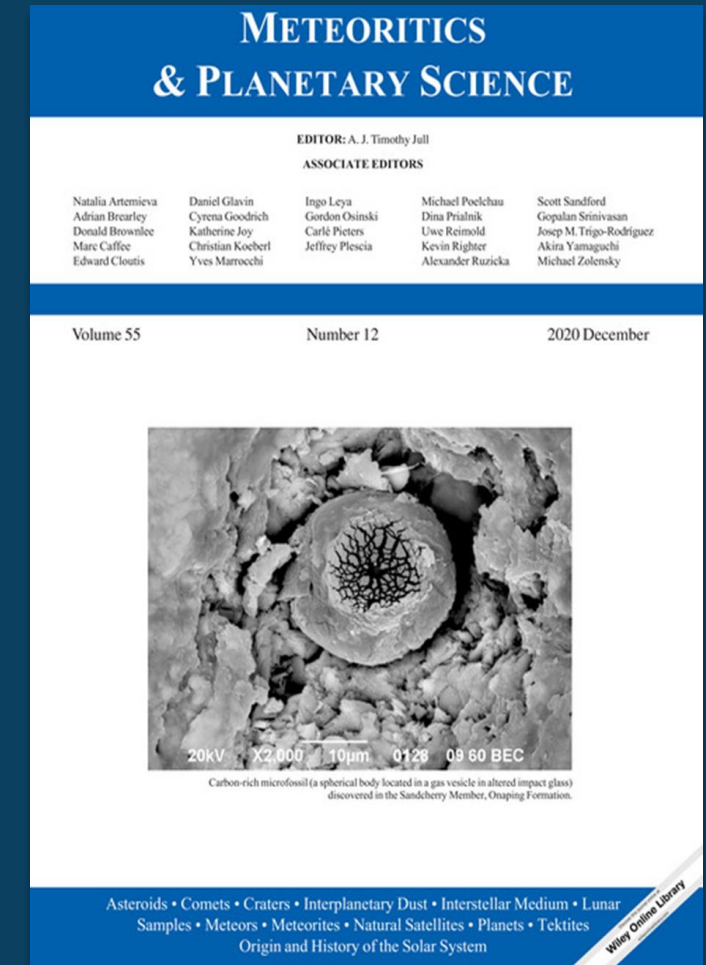 METEORITICS
& PLANETARY SCIENCE
EDITOR: A. J. Timothy Jull
ASSOCIATE EDITORS
Natalia Artemieva
Adrian Brearley
Donald Brownlee
Marc Caffee
Edward Cloutis
Daniel Glavin
Cyrena Goodrich
Katherine Joy
Christian Koeberl
Yves Marrocchi
Ingo Leya
Gordon Osinski
Carlé Pieters
Jeffrey Plescia
Michael Poelchau
Dina Prialnik
Uwe Reimold
Kevin Righter
Alexander Ruzicka
Scott Sandford
Gopalan Srinivasan
Josep M. Trigo-Rodríguez
Akira Yamaguchi
Michael Zolensky
Volume 55 Number 12 2020 December
20kV X2,000 10μm 0128 09 60 BEC
Carbon-rich microfossil (a spherical body located in a gas vesicle in altered impact glass)
discovered in the Sandcherry Member, Onaping Formation.
Asteroids • Comets • Craters • Interplanetary Dust • Interstellar Medium • Lunar
Samples • Meteors • Meteorites • Natural Satellites • Planets • Tektites
Origin and History of the Solar System
Wiley Online Library